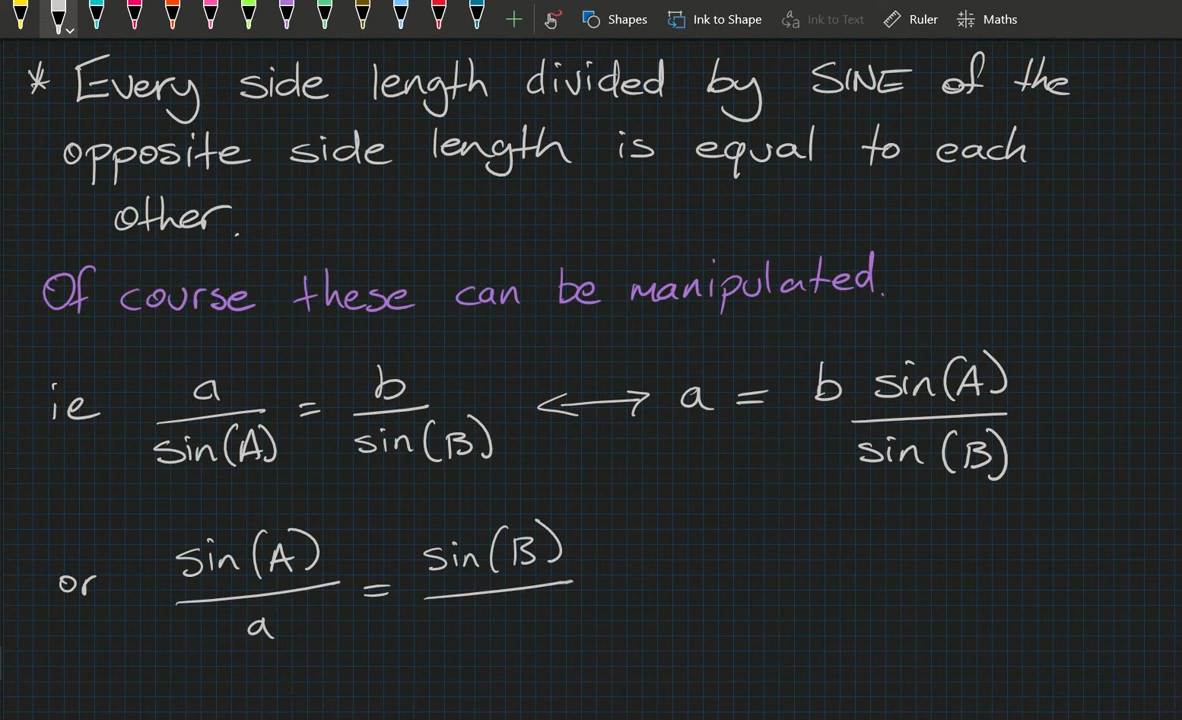 Shapes Ink to Shape Ink to Text Ruler Maths
* Every side length divided by SINE of the
opposite side length is equal to each
other.
Of course these can be manipulated.
ie a/sin(A) = b/sin(B) ⟷ a = b sin(A)/sin(B)
or sin(A)/a = sin(B)/